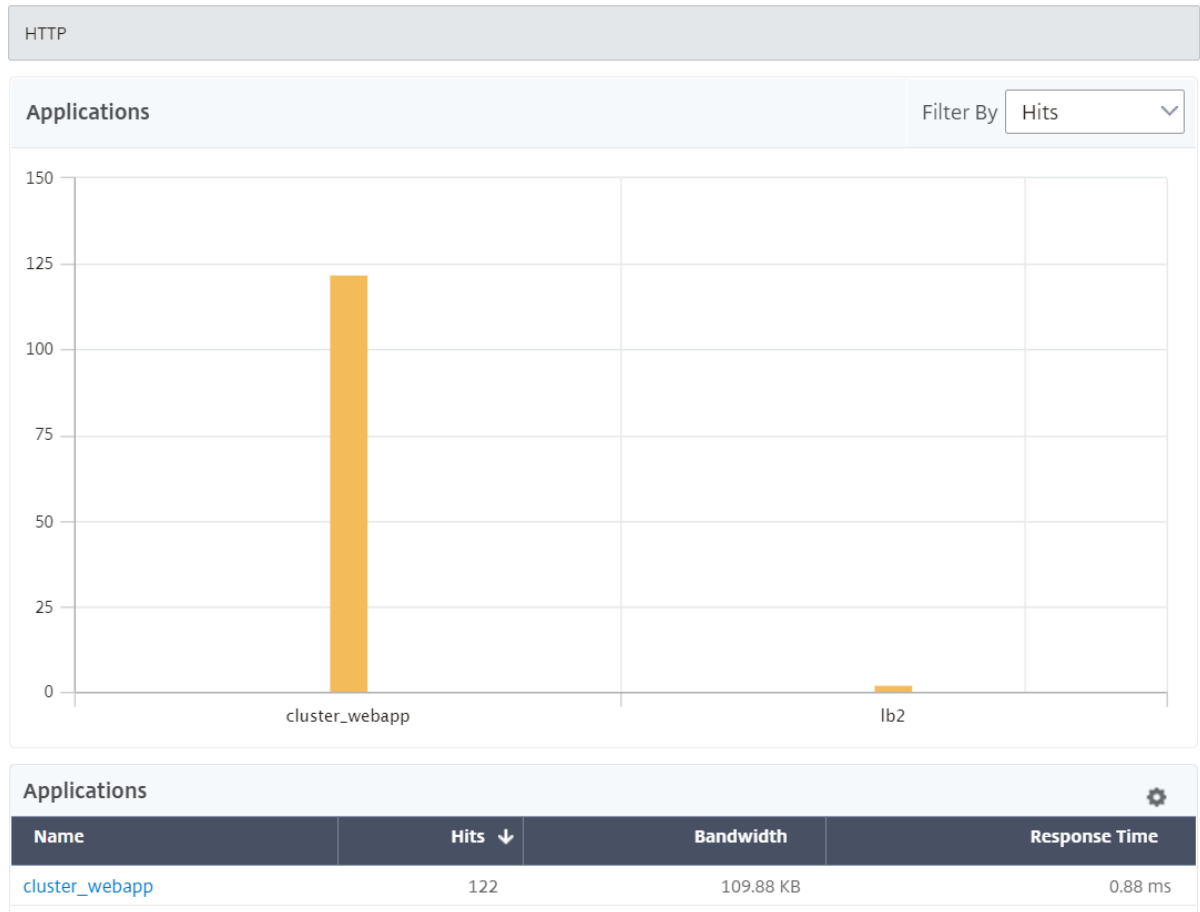 HTTP
Applications Filter By Hits
150
125
100
75
50
25
0
cluster_webapp lb2
Applications
Name Hits Bandwidth Response Time
cluster_webapp 122 109.88 KB 0.88 ms